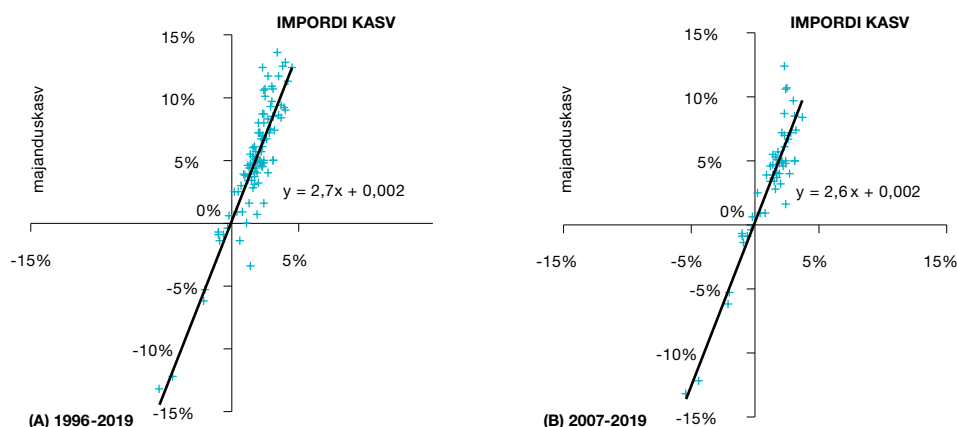 IMPORDI KASV
15%
10%
majanduskasv
5%
y = 2,7x + 0,002
0%
-15%
5%
-5%
-10%
-15%
(A) 1996-2019
IMPORDI KASV
15%
10%
majanduskasv
5%
y = 2,6x + 0,002
0%
-15%
-5%
5%
15%
-5%
-10%
-15%
(B) 2007-2019